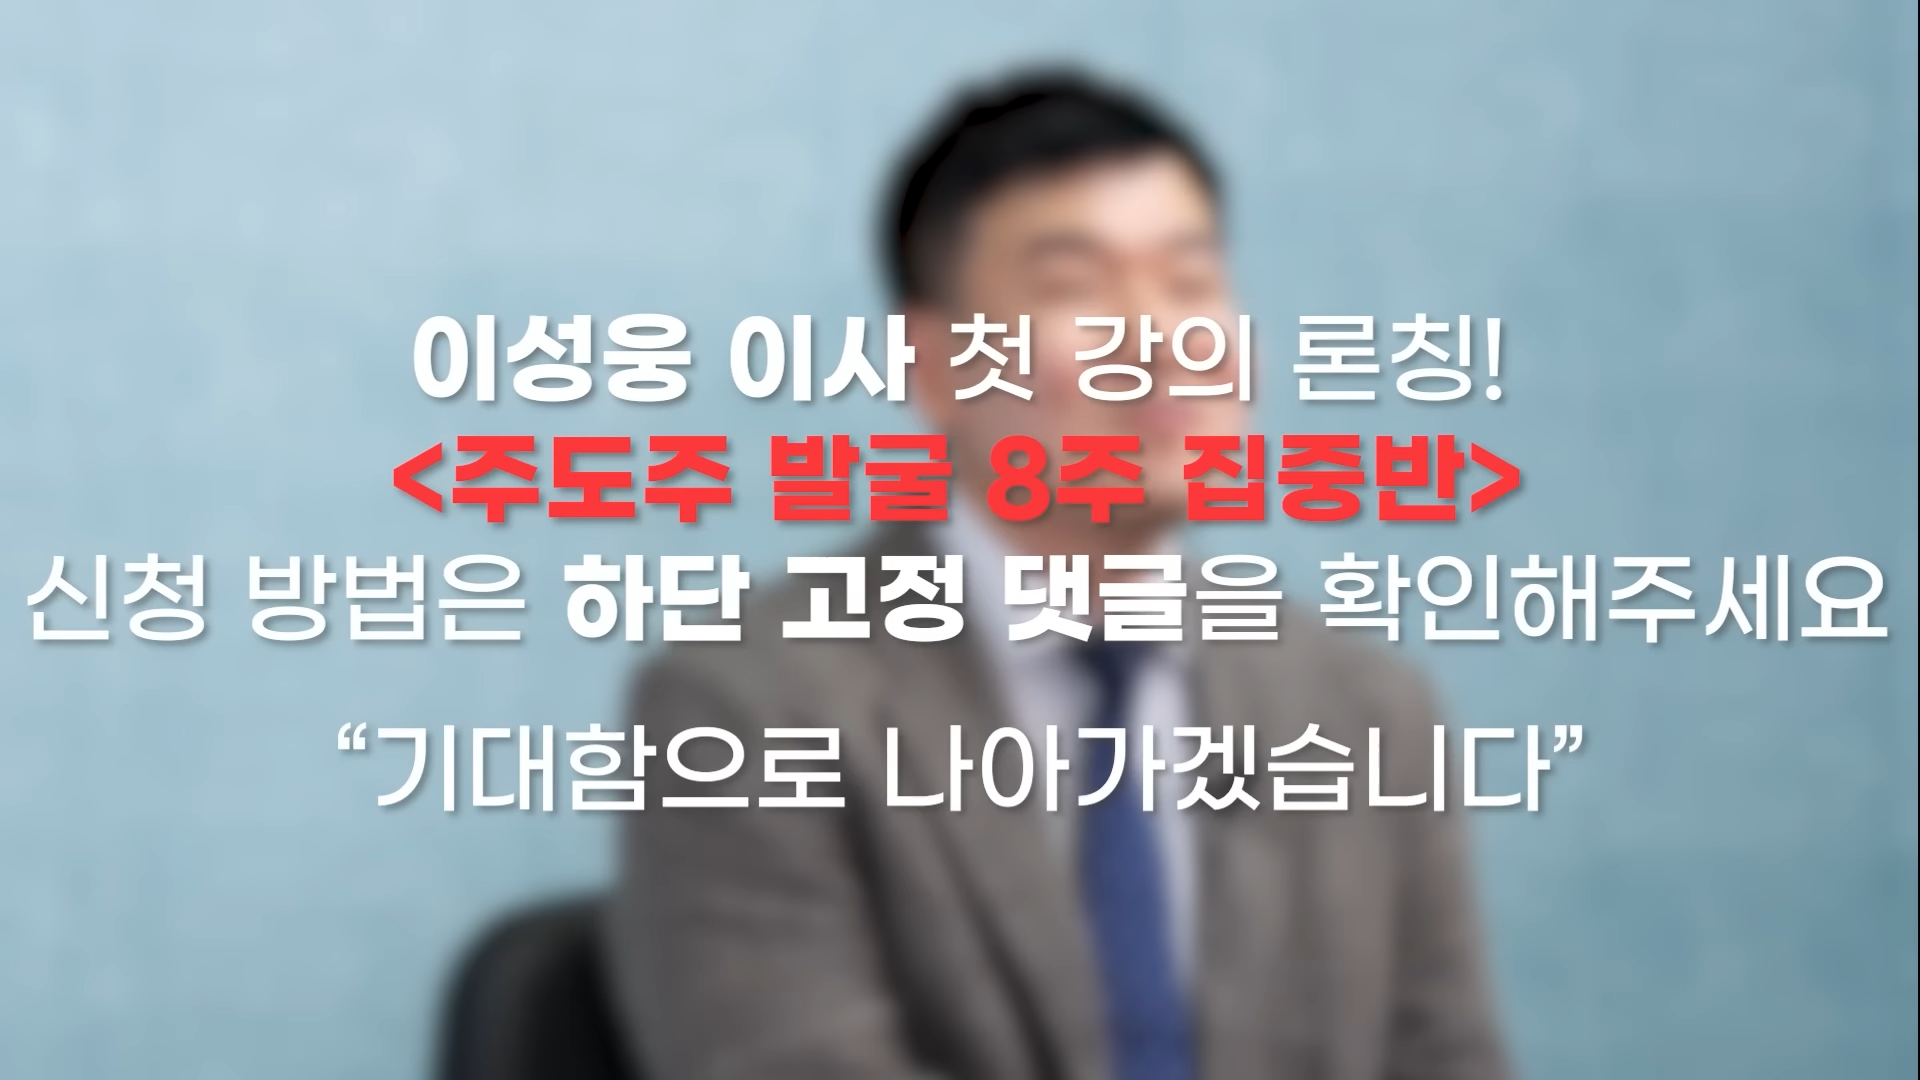 이성웅 이사 첫 강의 론칭!
<주도주 발굴 8주 집중반>
신청 방법은 하단 고정 댓글을 확인해주세요
“기대함으로 나아가겠습니다”